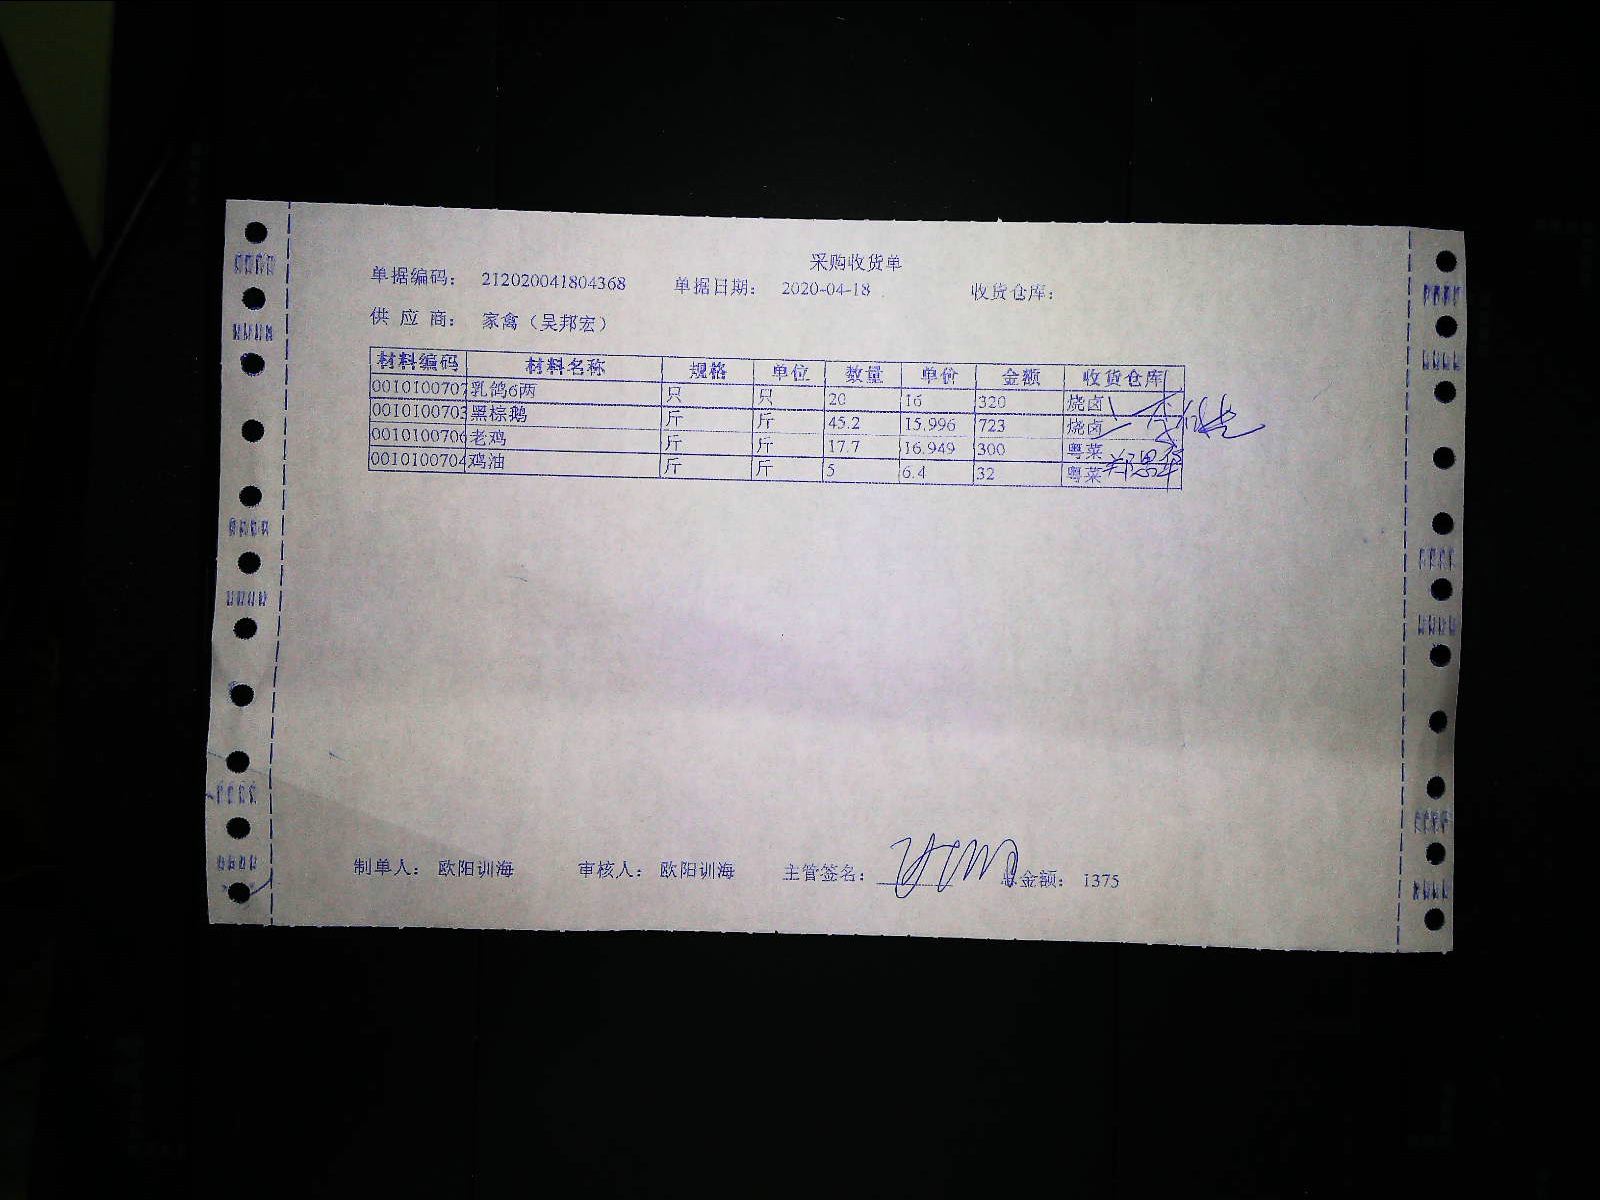 采购收货单
单据编码： 212020041804368 单据日期： 2020-04-18 收货仓库：
供 应 商： 家禽（吴邦宏）
材料编码 材料名称 规格 单位 数量 单价 金额 收货仓库
0010100707 乳鸽6两 只 只 20 16 320 烧卤
0010100703 黑棕鹅 斤 斤 45.2 15.996 723 烧卤
0010100706 老鸡 斤 斤 17.7 16.949 300 粤菜
0010100704 鸡油 斤 斤 5 6.4 32 粤菜
制单人： 欧阳训海 审核人： 欧阳训海 主管签名： 总金额： 1375